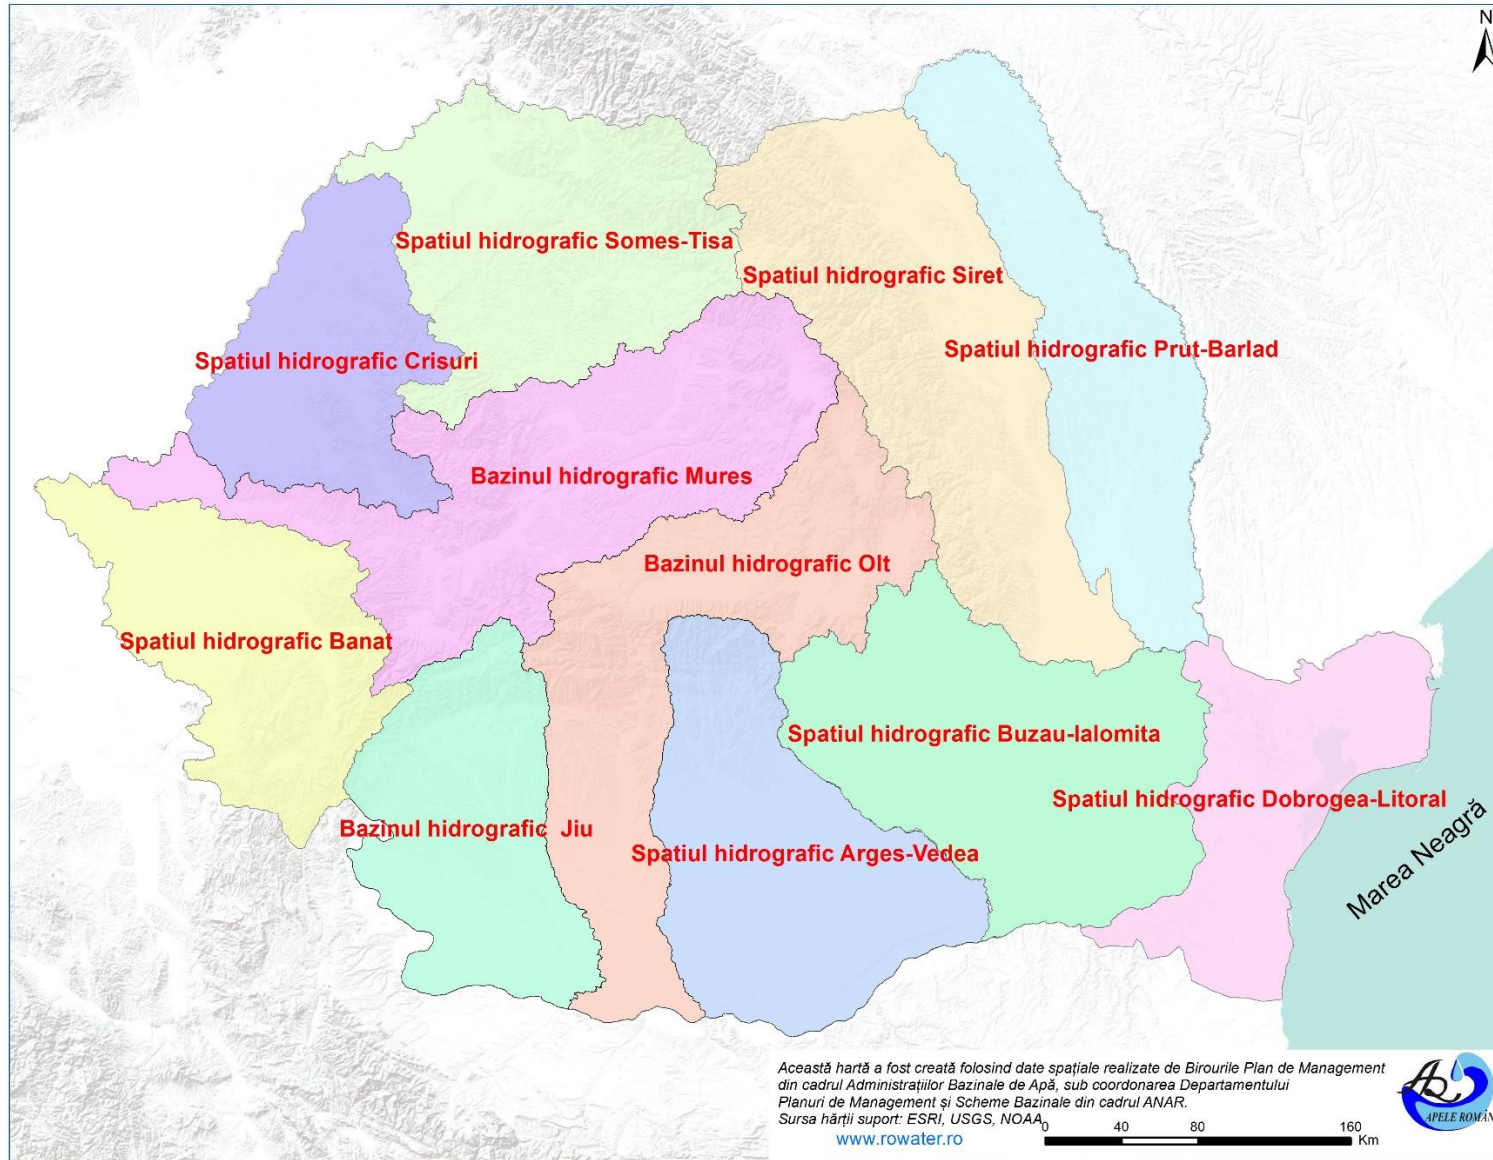 N
Spatiul hidrografic Somes-Tisa
Spatiul hidrografic Siret
Spatiul hidrografic Prut-Barlad
Spatiul hidrografic Crisuri
Bazinul hidrografic Mures
Bazinul hidrografic Olt
Spatiul hidrografic Banat
Spatiul hidrografic Buzau-Ialomita
Spatiul hidrografic Dobrogea-Litoral
Bazinul hidrografic Jiu
Spatiul hidrografic Arges-Vedea
Marea Neagră
Această hartă a fost creată folosind date spațiale realizate de Birourile Plan de Management
din cadrul Administrațiilor Bazinale de Apă, sub coordonarea Departamentului
Planuri de Management și Scheme Bazinale din cadrul ANAR.
Sursa hărții suport: ESRI, USGS, NOAA
www.rowater.ro
0 40 80 160
Km
APELE ROMÂN